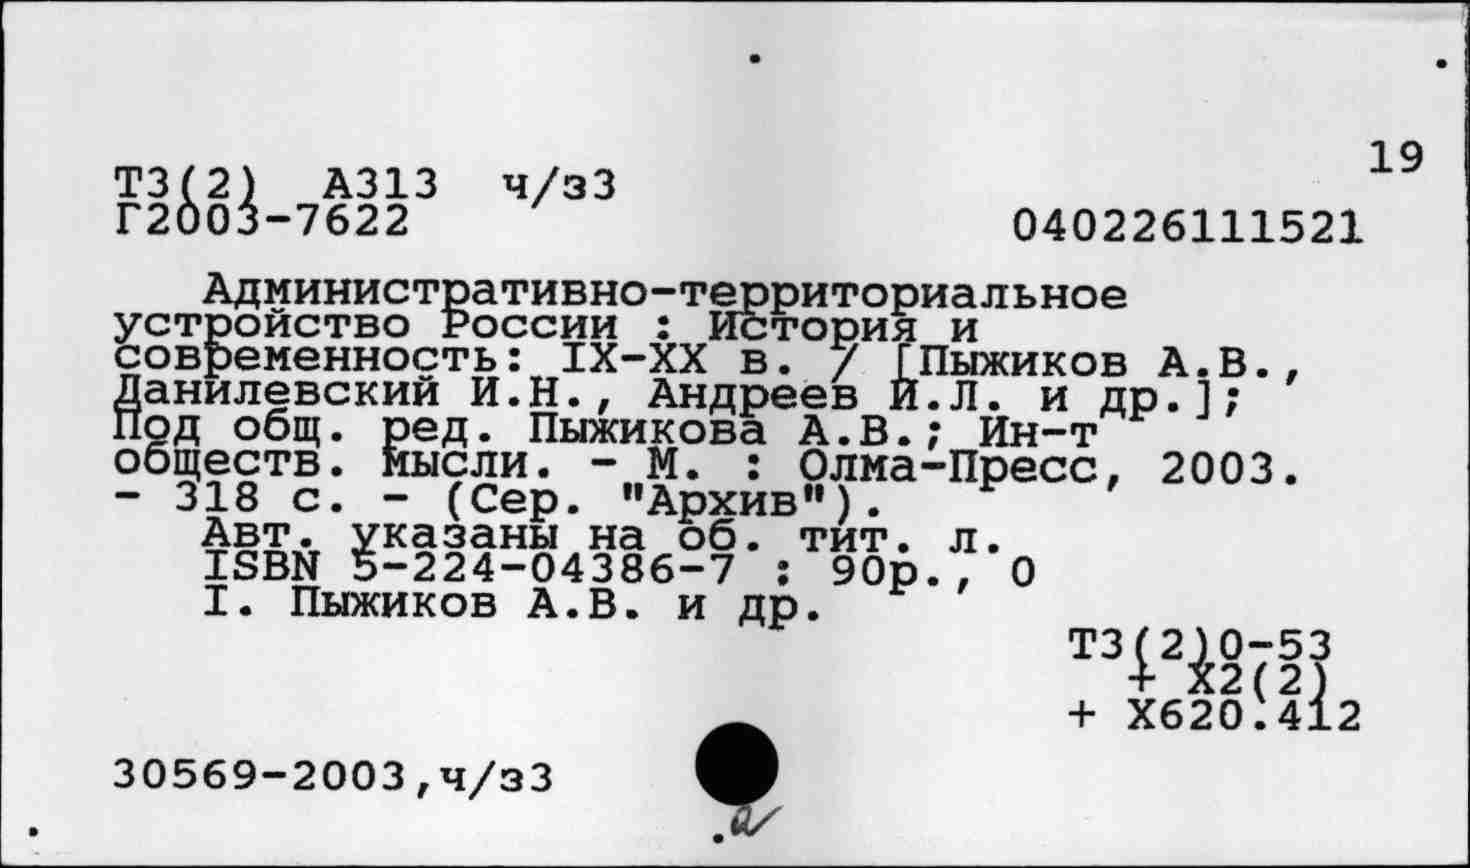 19
Т3(2) А313 ч/з3
Г2003-7622
040226111521
Административно-территориальное
устройство России : История и
современность: IX-XX в. / [Пыжиков А.В.,
Данилевский И.Н., Андреев И.Л. и др.];
Под общ. ред. Пыжикова А.В.; Ин-т
обществ. мысли. - М. : Олма-Пресс, 2003.
- 318 с. - (Сер. "Архив").
Авт. указаны на об. тит. л.
ISBN 5-224-04386-7 : 90р., 0
I. Пыжиков А.В. и др.
Т3(2)0-53
+ Х2(2)
+ Х620.412
30569-2003,ч/з3